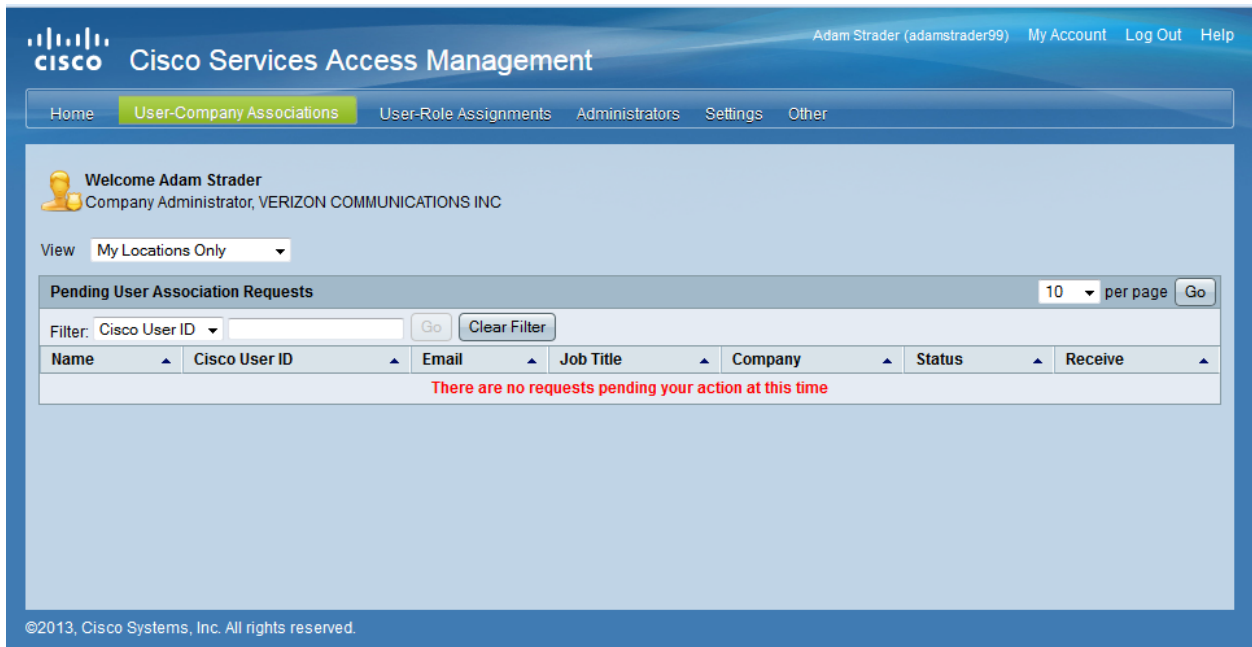 Adam Strader (adamstrader99) My Account Log Out Help
CISCO Cisco Services Access Management
Home User-Company Associations User-Role Assignments Administrators Settings Other
Welcome Adam Strader
Company Administrator, VERIZON COMMUNICATIONS INC
View My Locations Only
Pending User Association Requests 10 per page Go
Filter: Cisco User ID Go Clear Filter
Name Cisco User ID Email Job Title Company Status Receive
There are no requests pending your action at this time
©2013, Cisco Systems, Inc. All rights reserved.